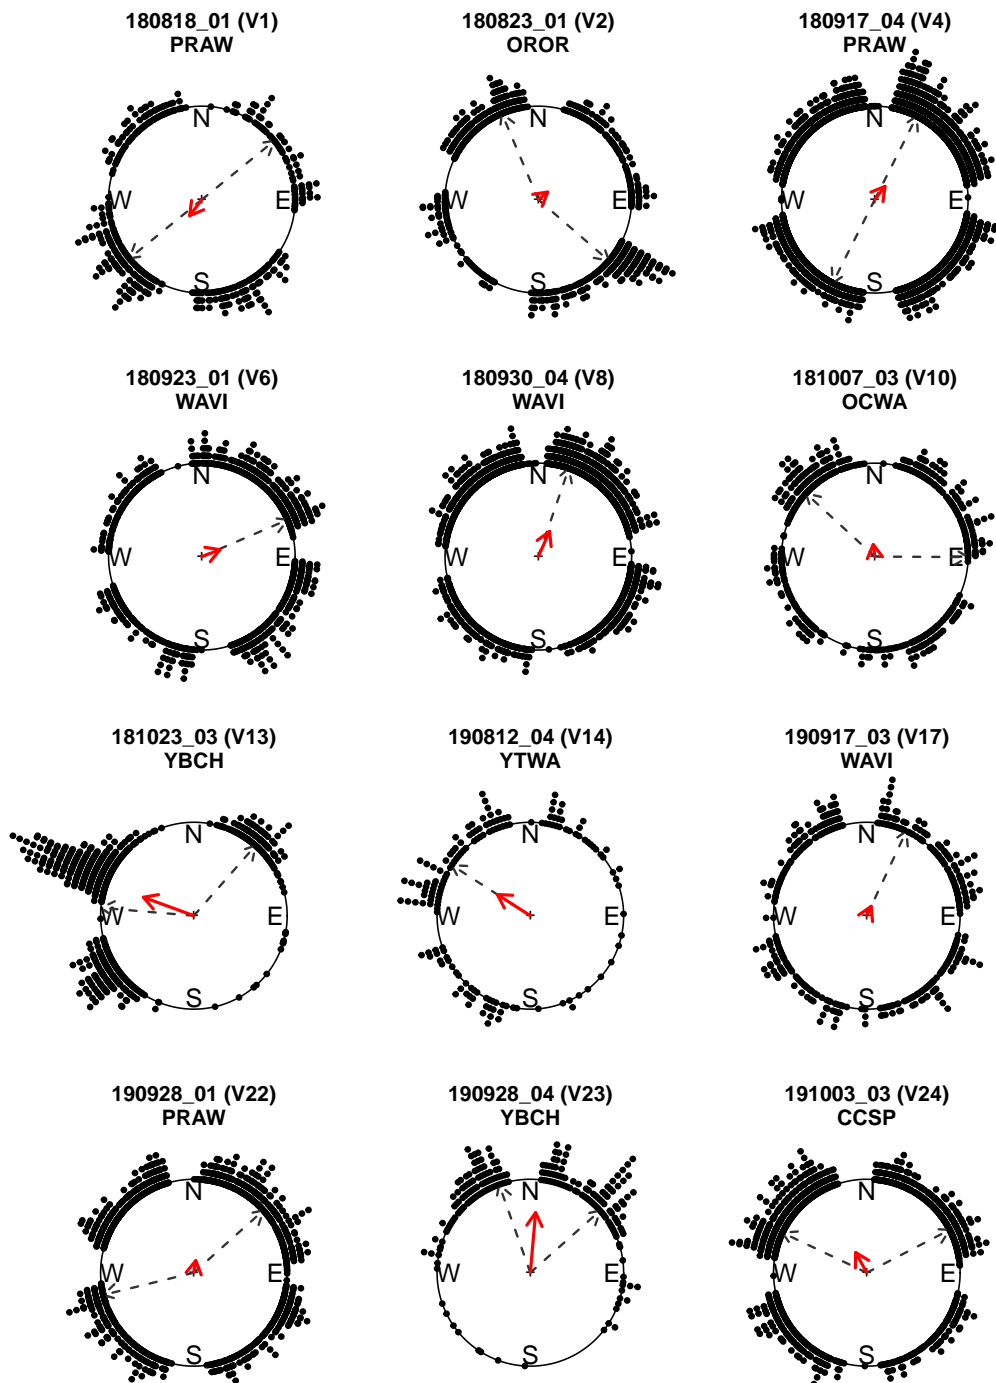 180818_01 (V1)
PRAW
N
W
E
S
180823_01 (V2)
OROR
N
W
E
S
180917_04 (V4)
PRAW
N
W
E
S
180923_01 (V6)
WAVI
N
W
E
S
180930_04 (V8)
WAVI
N
W
E
S
181007_03 (V10)
OCWA
N
W
E
S
181023_03 (V13)
YBCH
N
W
E
S
190812_04 (V14)
YTWA
N
W
E
S
190917_03 (V17)
WAVI
N
W
E
S
190928_01 (V22)
PRAW
N
W
E
S
190928_04 (V23)
YBCH
N
W
E
S
191003_03 (V24)
CCSP
N
W
E
S